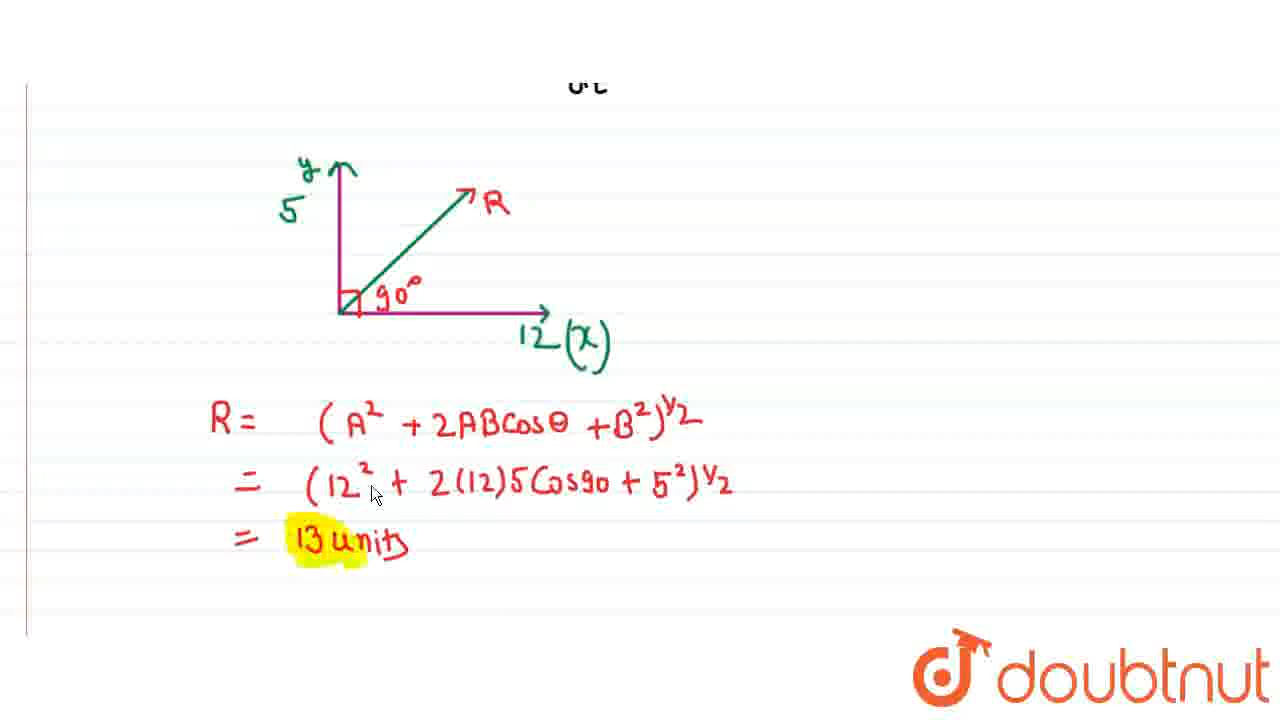 y
5
R
90°
12 (x)
R = (A² + 2ABCosθ + B²)^1/2
= (12² + 2(12)5Cos90 + 5²)^1/2
= 13 units
doubtnut